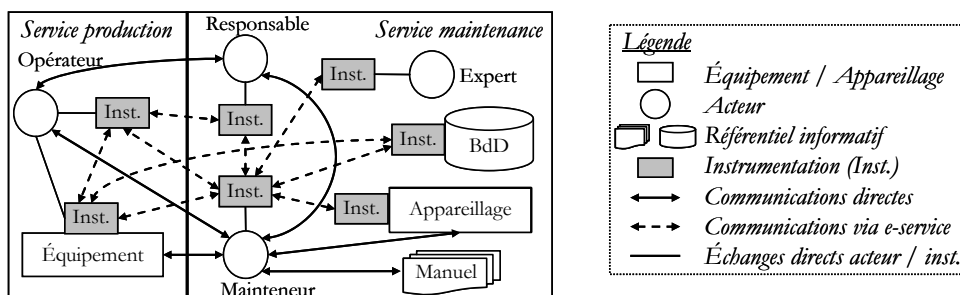 Service production
Responsable
Service maintenance
Opérateur
Inst.
Expert
Inst.
Inst.
Inst.
BdD
Inst.
Inst.
Inst.
Appareillage
Équipement
Manuel
Mainteneur
Légende
Équipement / Appareillage
Acteur
Référentiel informatif
Instrumentation (Inst.)
Communications directes
Communications via e-service
Échanges directs acteur / inst.